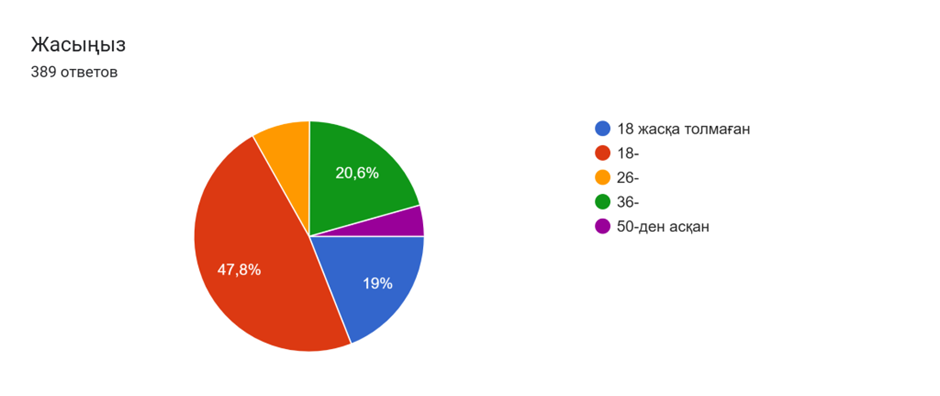 Жасыңыз
389 ответов
18 жасқа толмаған
18-
26-
36-
50-ден асқан
20,6%
47,8%
19%